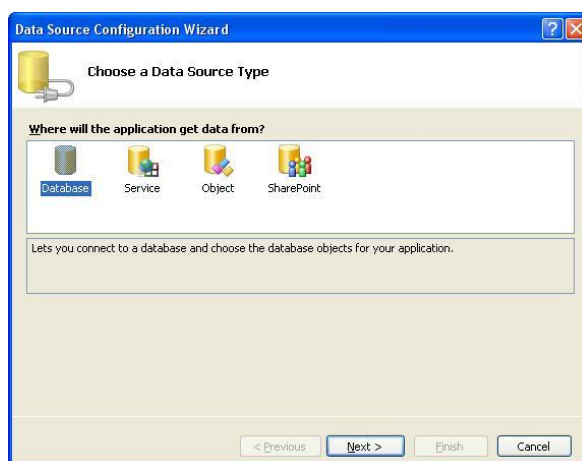 Data Source Configuration Wizard
Choose a Data Source Type
Where will the application get data from?
Database Service Object SharePoint
Lets you connect to a database and choose the database objects for your application.
< Previous Next > Finish Cancel